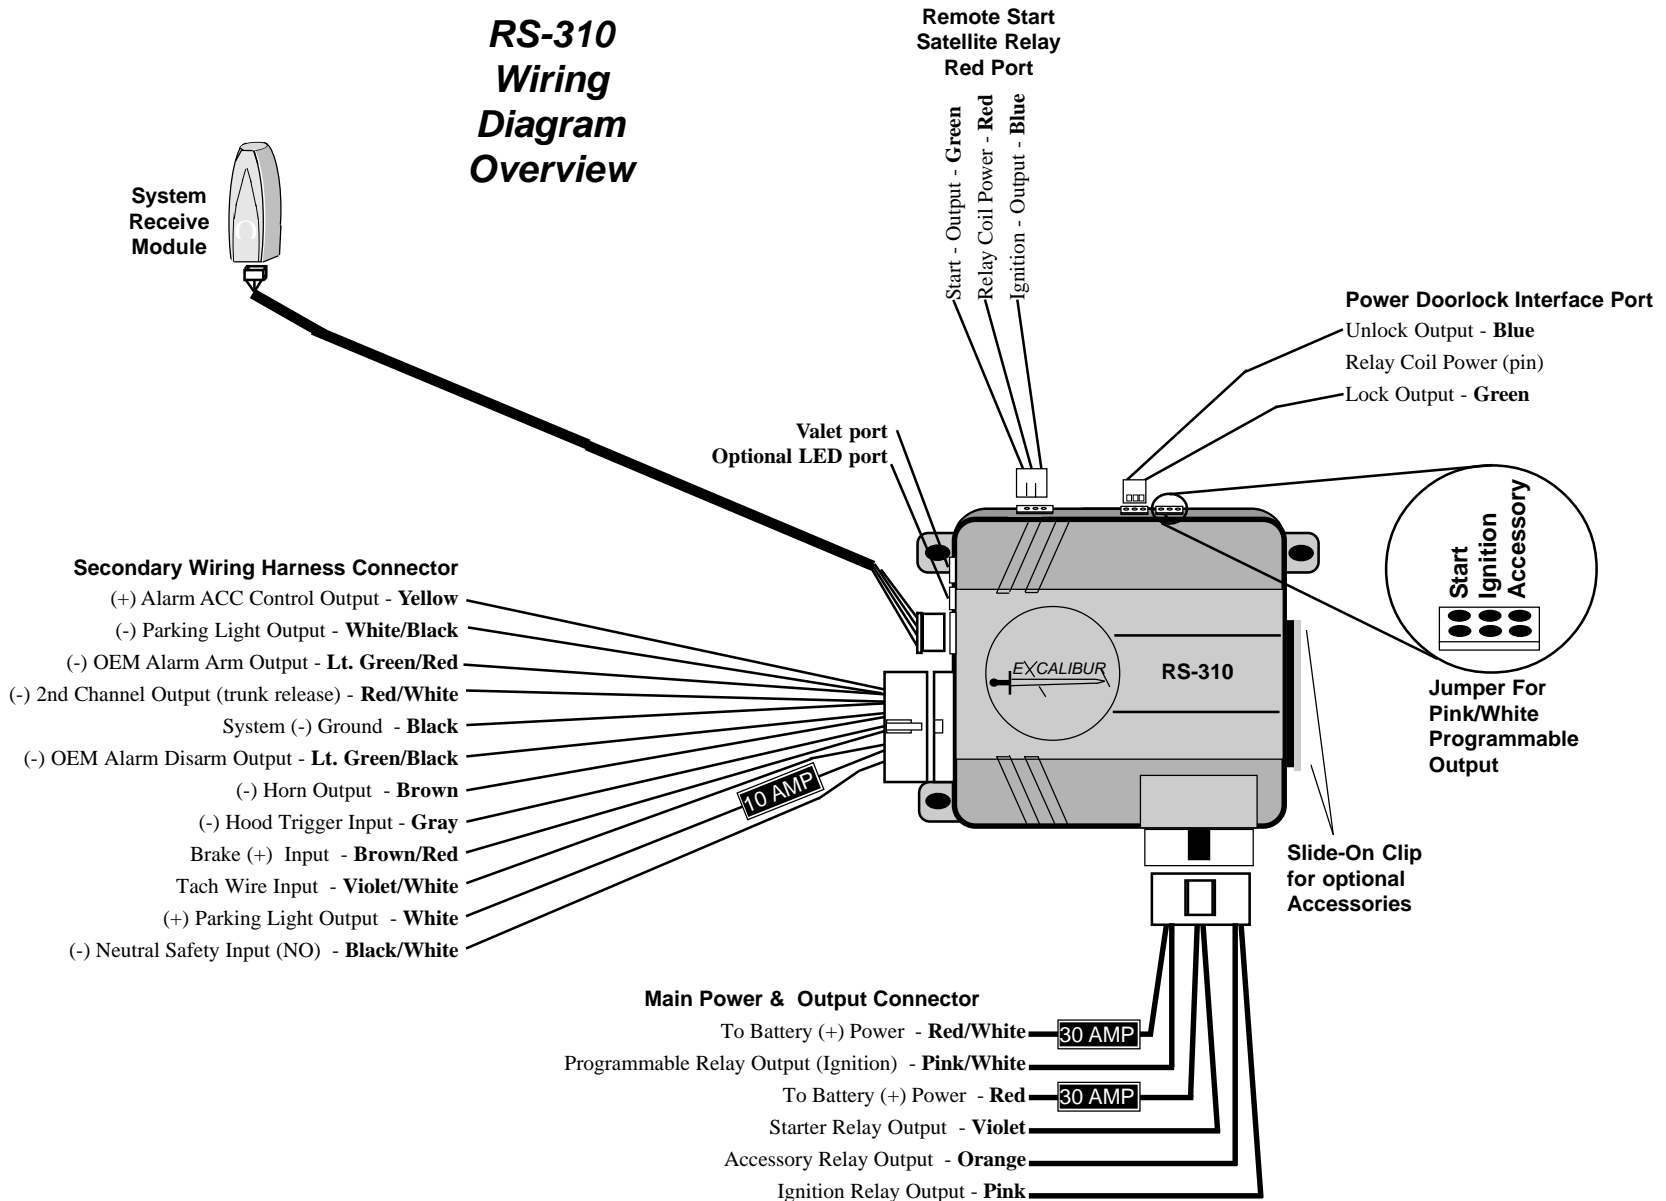 RS-310
Wiring
Diagram
Overview
Remote Start
Satellite Relay
Red Port
Start - Output - Green
Relay Coil Power - Red
Ignition - Output - Blue
System
Receive
Module
Power Doorlock Interface Port
Unlock Output - Blue
Relay Coil Power (pin)
Lock Output - Green
Valet port
Optional LED port
Start
Ignition
Accessory
Jumper For
Pink/White
Programmable
Output
EXCALIBUR
RS-310
Secondary Wiring Harness Connector
(+) Alarm ACC Control Output - Yellow
(-) Parking Light Output - White/Black
(-) OEM Alarm Arm Output - Lt. Green/Red
(-) 2nd Channel Output (trunk release) - Red/White
System (-) Ground - Black
(-) OEM Alarm Disarm Output - Lt. Green/Black
(-) Horn Output - Brown
(-) Hood Trigger Input - Gray
Brake (+) Input - Brown/Red
Tach Wire Input - Violet/White
(+) Parking Light Output - White
(-) Neutral Safety Input (NO) - Black/White
10 AMP
Slide-On Clip
for optional
Accessories
Main Power & Output Connector
To Battery (+) Power - Red/White
30 AMP
Programmable Relay Output (Ignition) - Pink/White
To Battery (+) Power - Red
30 AMP
Starter Relay Output - Violet
Accessory Relay Output - Orange
Ignition Relay Output - Pink